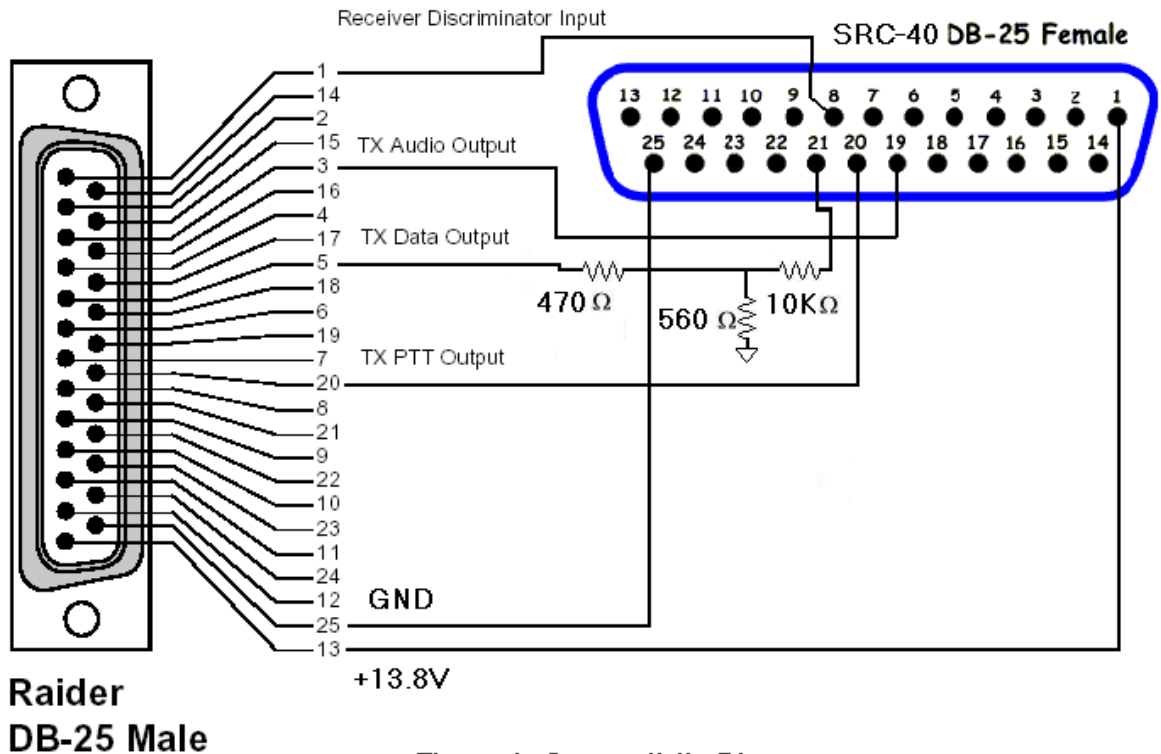 Receiver Discriminator Input
SRC-40 DB-25 Female
13 12 11 10 9 8 7 6 5 4 3 2 1
25 24 23 22 21 20 19 18 17 16 15 14
1
14
2
15
TX Audio Output
3
16
4
17
TX Data Output
5
18
6
19
7
TX PTT Output
20
8
21
9
22
10
23
11
24
12
GND
25
13
+13.8V
470 Ω
560 Ω
10KΩ
Raider
DB-25 Male